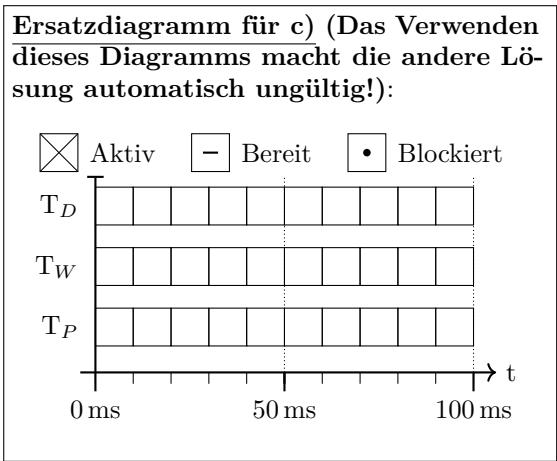 Ersatzdiagramm für c) (Das Verwenden
dieses Diagramms macht die andere Lö-
sung automatisch ungültig!):
Aktiv Bereit Blockiert
T_D
T_W
T_P
t
0 ms 50 ms 100 ms